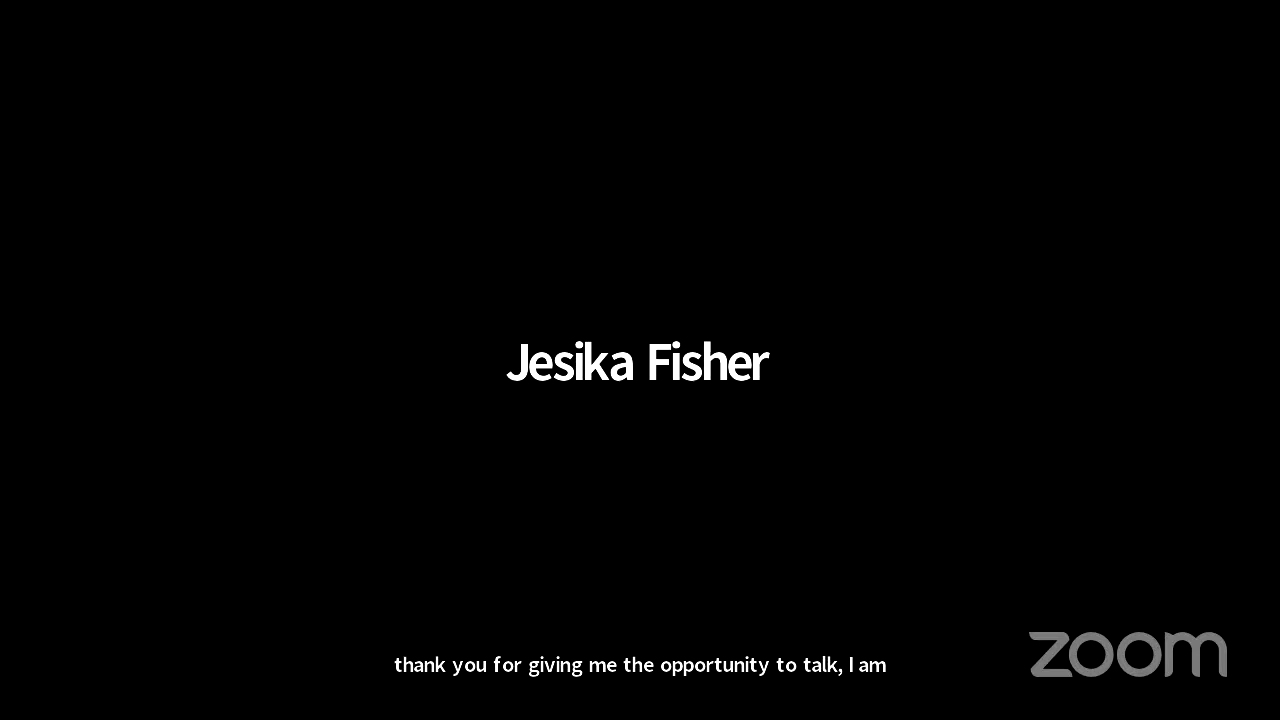 Jesika Fisher
thank you for giving me the opportunity to talk, I am
zoom